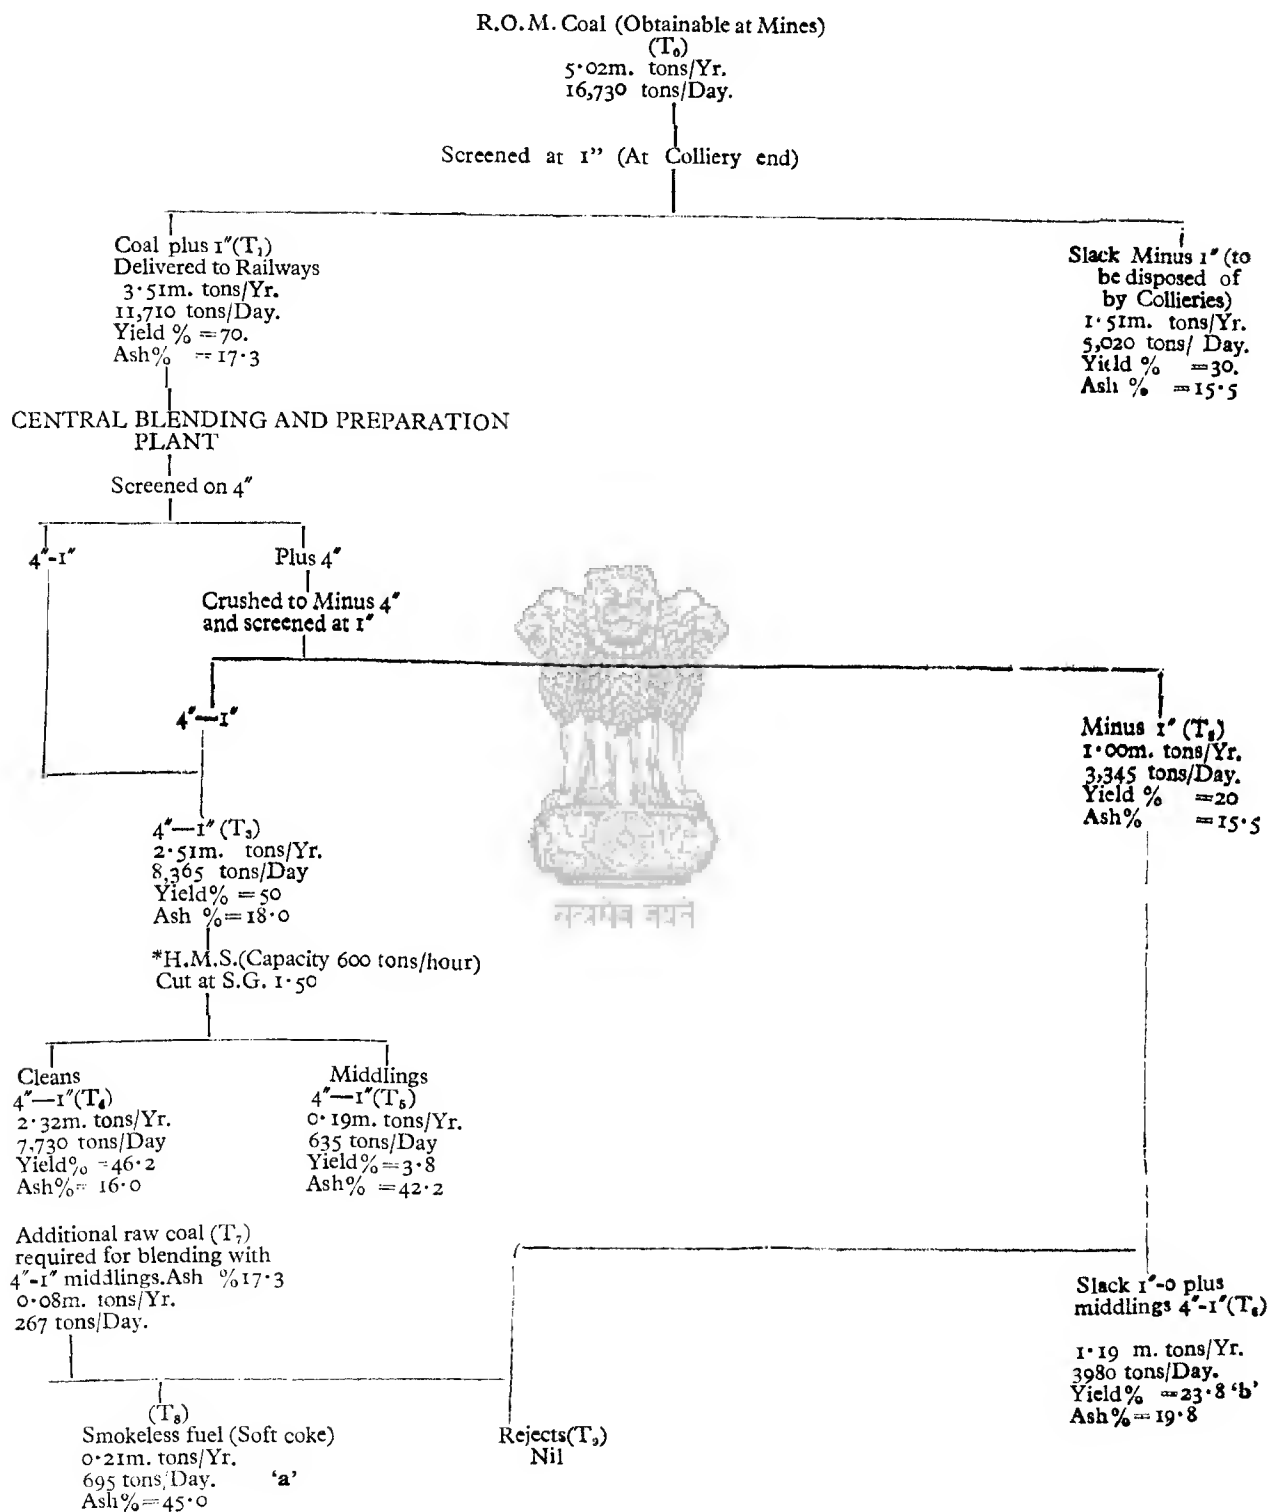 R.O.M. Coal (Obtainable at Mines)
(T₀)
5·02m. tons/Yr.
16,730 tons/Day.
Screened at 1” (At Colliery end)
Coal plus 1″(T₁)
Delivered to Railways
3·51m. tons/Yr.
11,710 tons/Day.
Yield % =70.
Ash% =17·3
Slack Minus 1″ (to
be disposed of
by Collieries)
1·51m. tons/Yr.
5,020 tons/ Day.
Yield % =30.
Ash % =15·5
CENTRAL BLENDING AND PREPARATION
PLANT
Screened on 4″
4″-1″
Plus 4″
Crushed to Minus 4″
and screened at 1″
4″—1″
Minus 1″ (T₂)
1·00m. tons/Yr.
3,345 tons/Day.
Yield % =20
Ash% =15·5
4″—1″ (T₃)
2·51m. tons/Yr.
8,365 tons/Day
Yield% =50
Ash %=18·0
*H.M.S.(Capacity 600 tons/hour)
Cut at S.G. 1·50
Cleans
4″—1″(T₄)
2·32m. tons/Yr.
7,730 tons/Day
Yield% =46·2
Ash%= 16·0
Middlings
4″—1″(T₅)
0·19m. tons/Yr.
635 tons/Day
Yield%=3·8
Ash% =42·2
Additional raw coal (T₇)
required for blending with
4″-1″ middlings.Ash %17·3
0·08m. tons/Yr.
267 tons/Day.
Slack 1″-0 plus
middlings 4″-1″(T₆)
1·19 m. tons/Yr.
3980 tons/Day.
Yield% =23·8 ‘b’
Ash%=19·8
(T₈)
Smokeless fuel (Soft coke)
0·21m. tons/Yr.
695 tons/Day. ‘a’
Ash%=45·0
Rejects(T₉)
Nil
सत्यमेव जयते